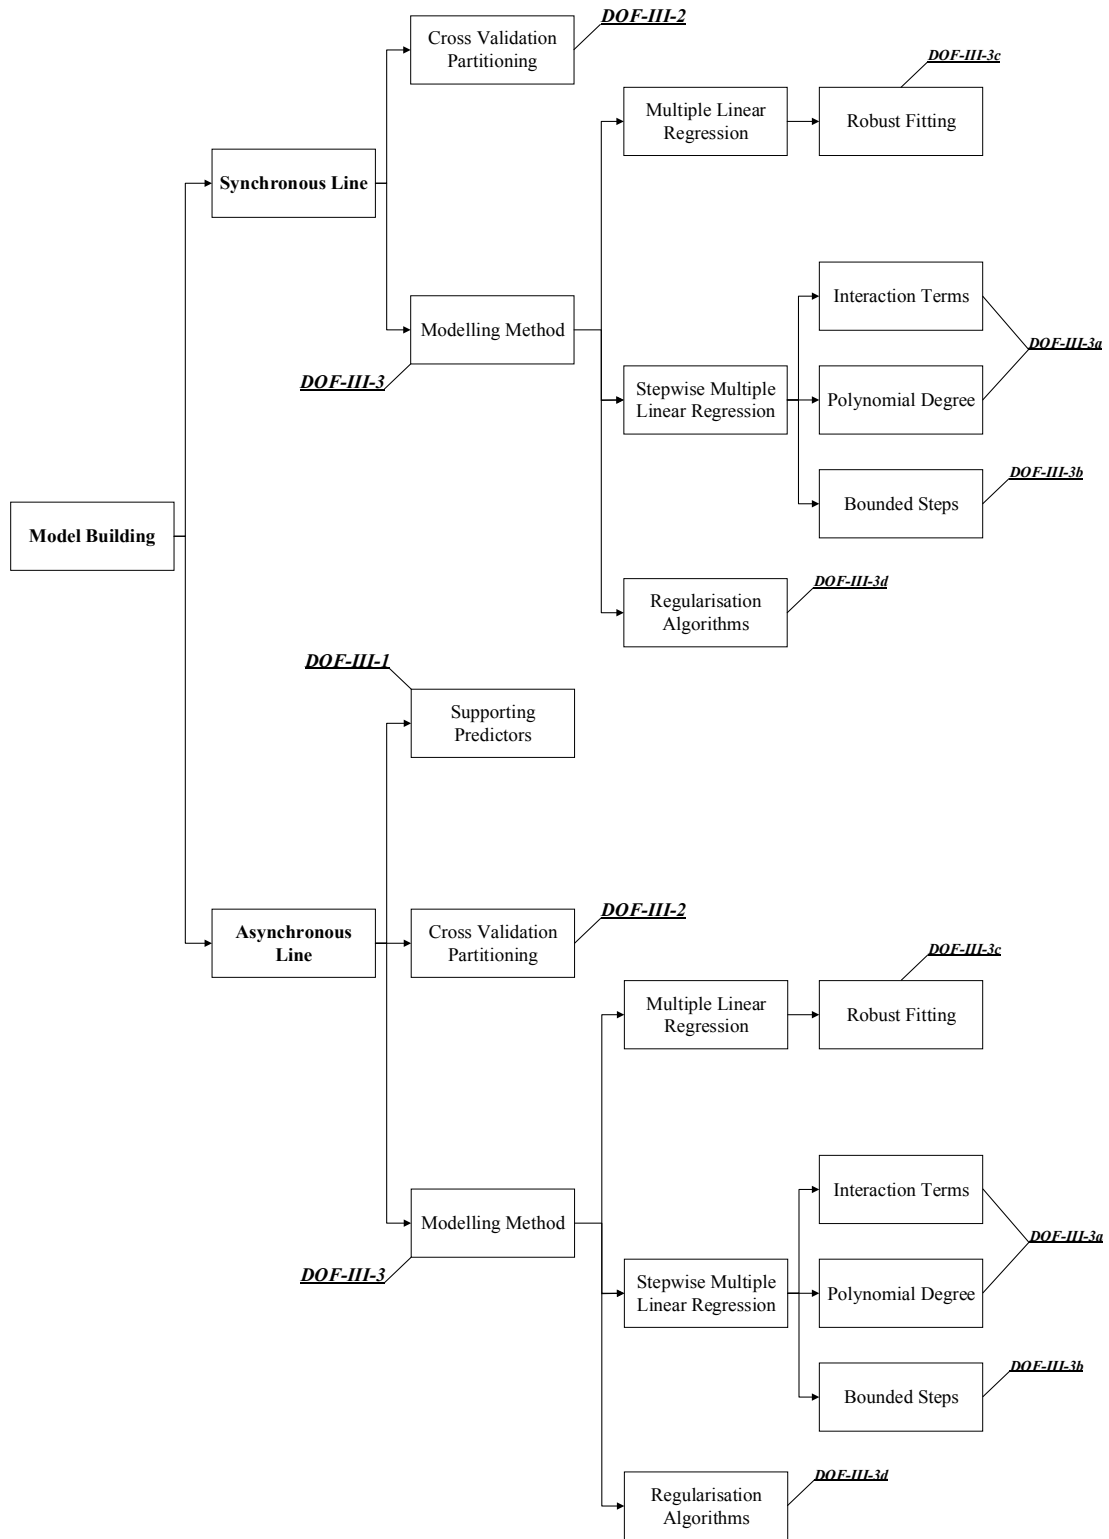 DOF-III-2
Cross Validation
Partitioning
DOF-III-3c
Multiple Linear
Regression
Robust Fitting
Synchronous Line
Interaction Terms
Modelling Method
DOF-III-3a
DOF-III-3
Stepwise Multiple
Linear Regression
Polynomial Degree
DOF-III-3b
Bounded Steps
Model Building
DOF-III-3d
Regularisation
Algorithms
DOF-III-1
Supporting
Predictors
DOF-III-2
Asynchronous
Line
Cross Validation
Partitioning
DOF-III-3c
Multiple Linear
Regression
Robust Fitting
Interaction Terms
Modelling Method
DOF-III-3a
DOF-III-3
Stepwise Multiple
Linear Regression
Polynomial Degree
DOF-III-3b
Bounded Steps
DOF-III-3d
Regularisation
Algorithms